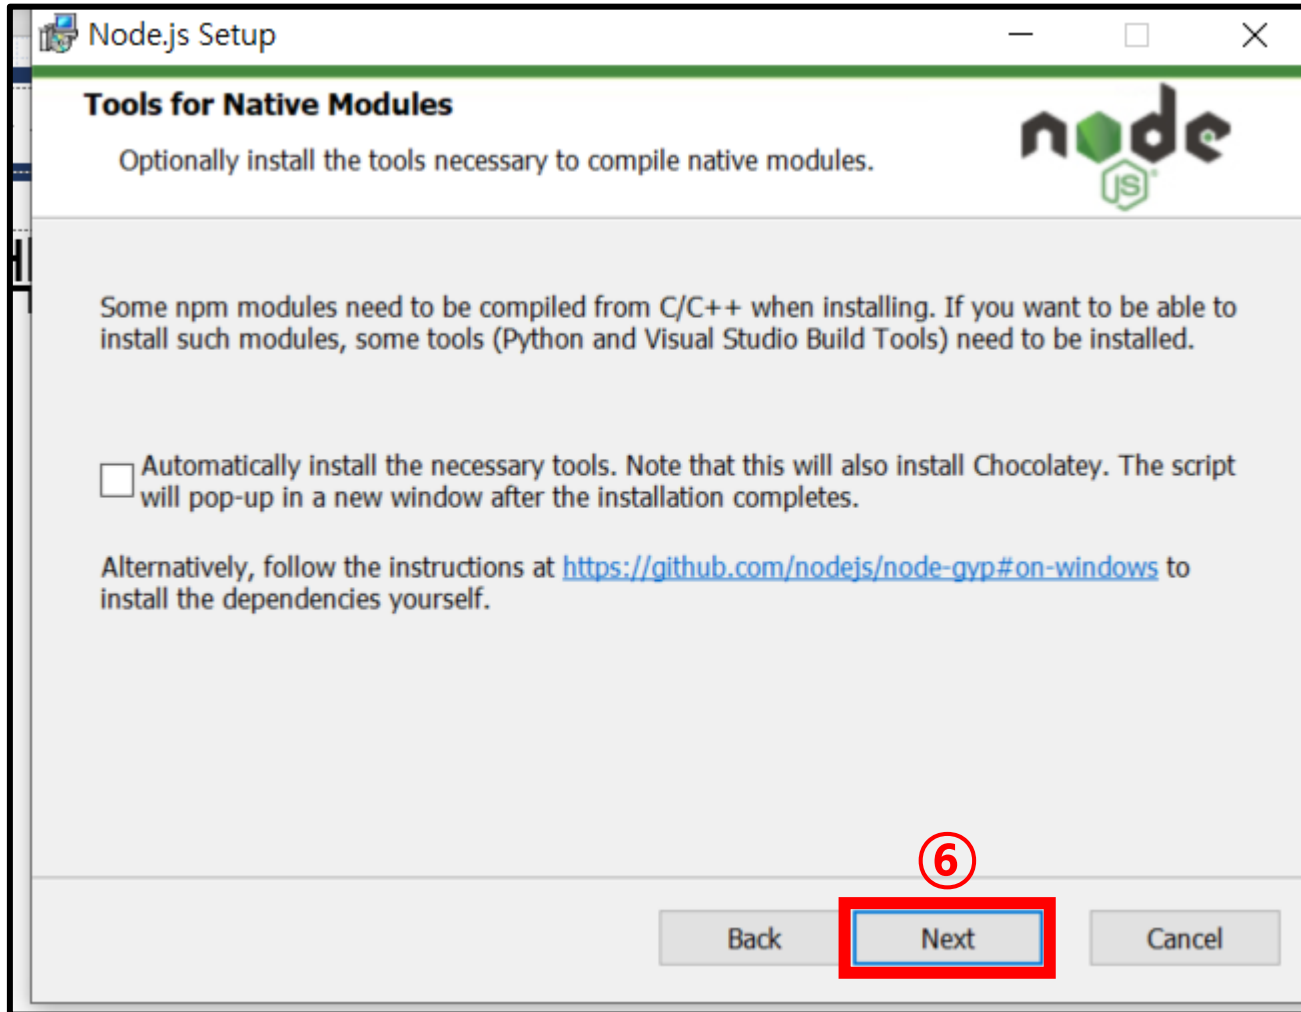 Node.js Setup
Tools for Native Modules
Optionally install the tools necessary to compile native modules.
node
JS
Some npm modules need to be compiled from C/C++ when installing. If you want to be able to
install such modules, some tools (Python and Visual Studio Build Tools) need to be installed.
Automatically install the necessary tools. Note that this will also install Chocolatey. The script
will pop-up in a new window after the installation completes.
Alternatively, follow the instructions at https://github.com/nodejs/node-gyp#on-windows to
install the dependencies yourself.
⑥
Back Next Cancel